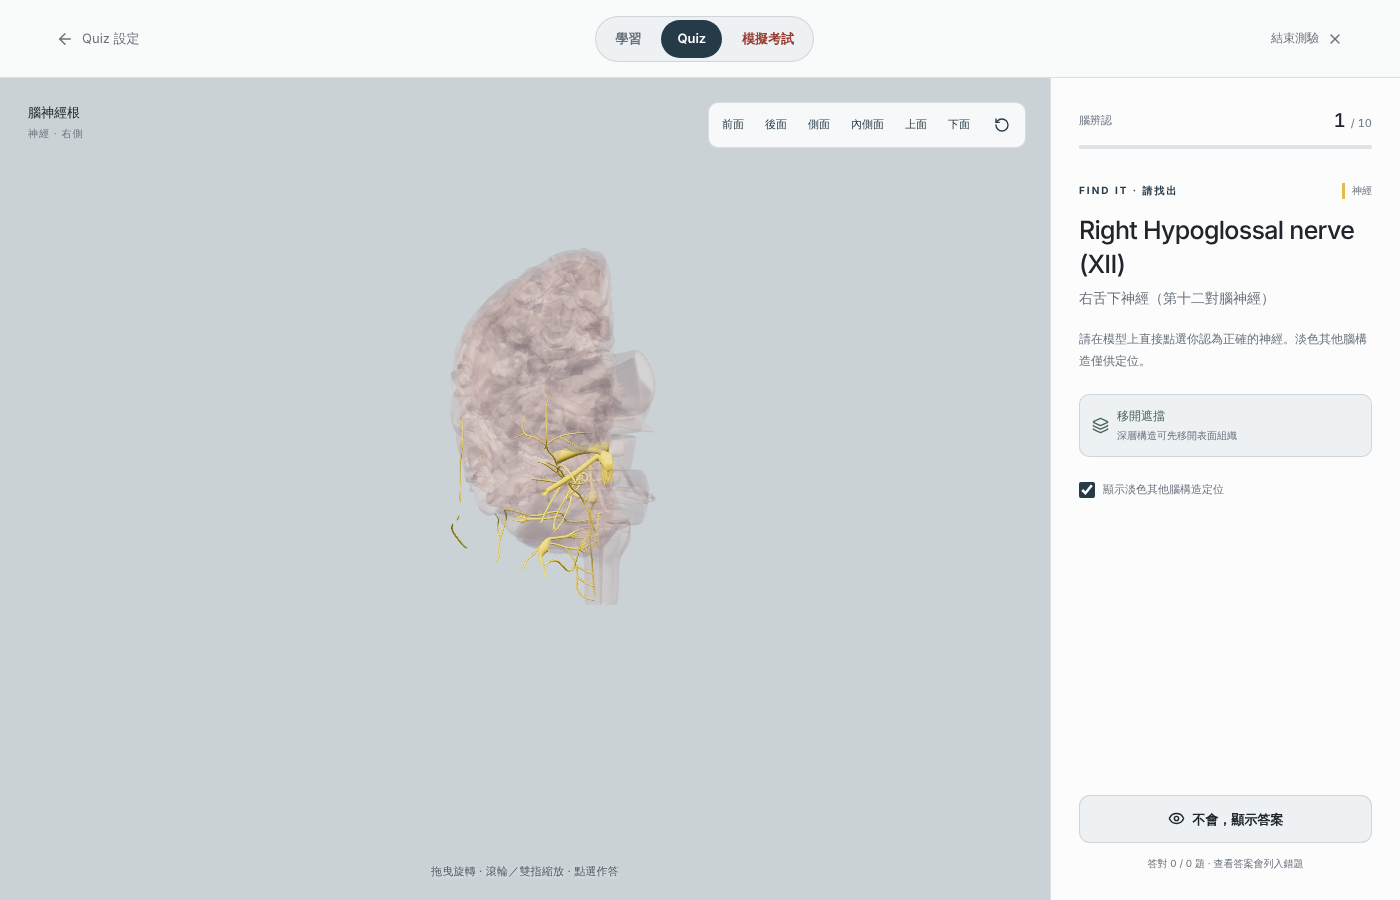 Quiz 設定
學習
Quiz
模擬考試
結束測驗
腦神經根
神經 · 右側
前面
後面
側面
內側面
上面
下面
腦辨認
1 / 10
FIND IT · 請找出
神經
Right Hypoglossal nerve
(XII)
右舌下神經（第十二對腦神經）
請在模型上直接點選你認為正確的神經。淡色其他腦構
造僅供定位。
移開遮擋
深層構造可先移開表面組織
顯示淡色其他腦構造定位
不會，顯示答案
答對 0 / 0 題 · 查看答案會列入錯題
拖曳旋轉 · 滾輪／雙指縮放 · 點選作答